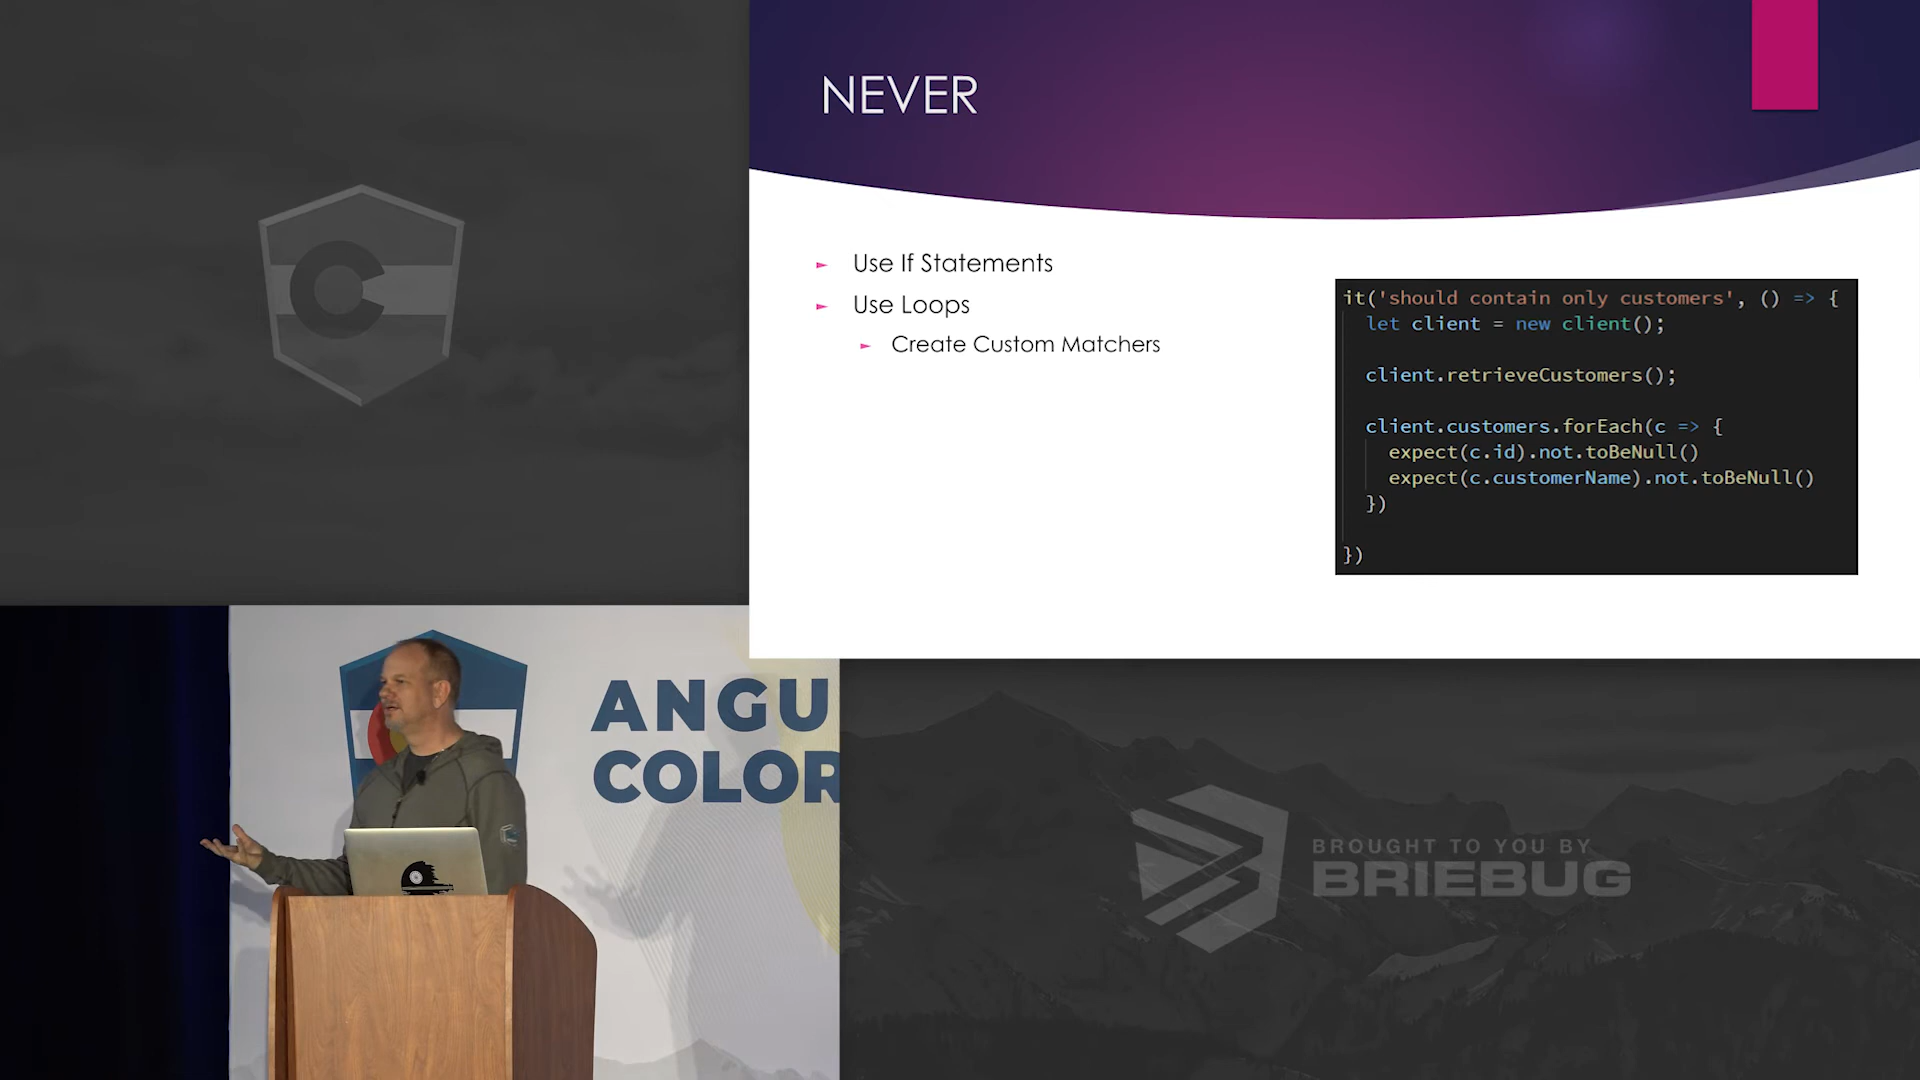 NEVER
Use If Statements
Use Loops
Create Custom Matchers
it('should contain only customers', () => {
let client = new client();
client.retrieveCustomers();
client.customers.forEach(c => {
expect(c.id).not.toBeNull()
expect(c.customerName).not.toBeNull()
})
})
ANGU
COLOR
BROUGHT TO YOU BY
BRIEBUG